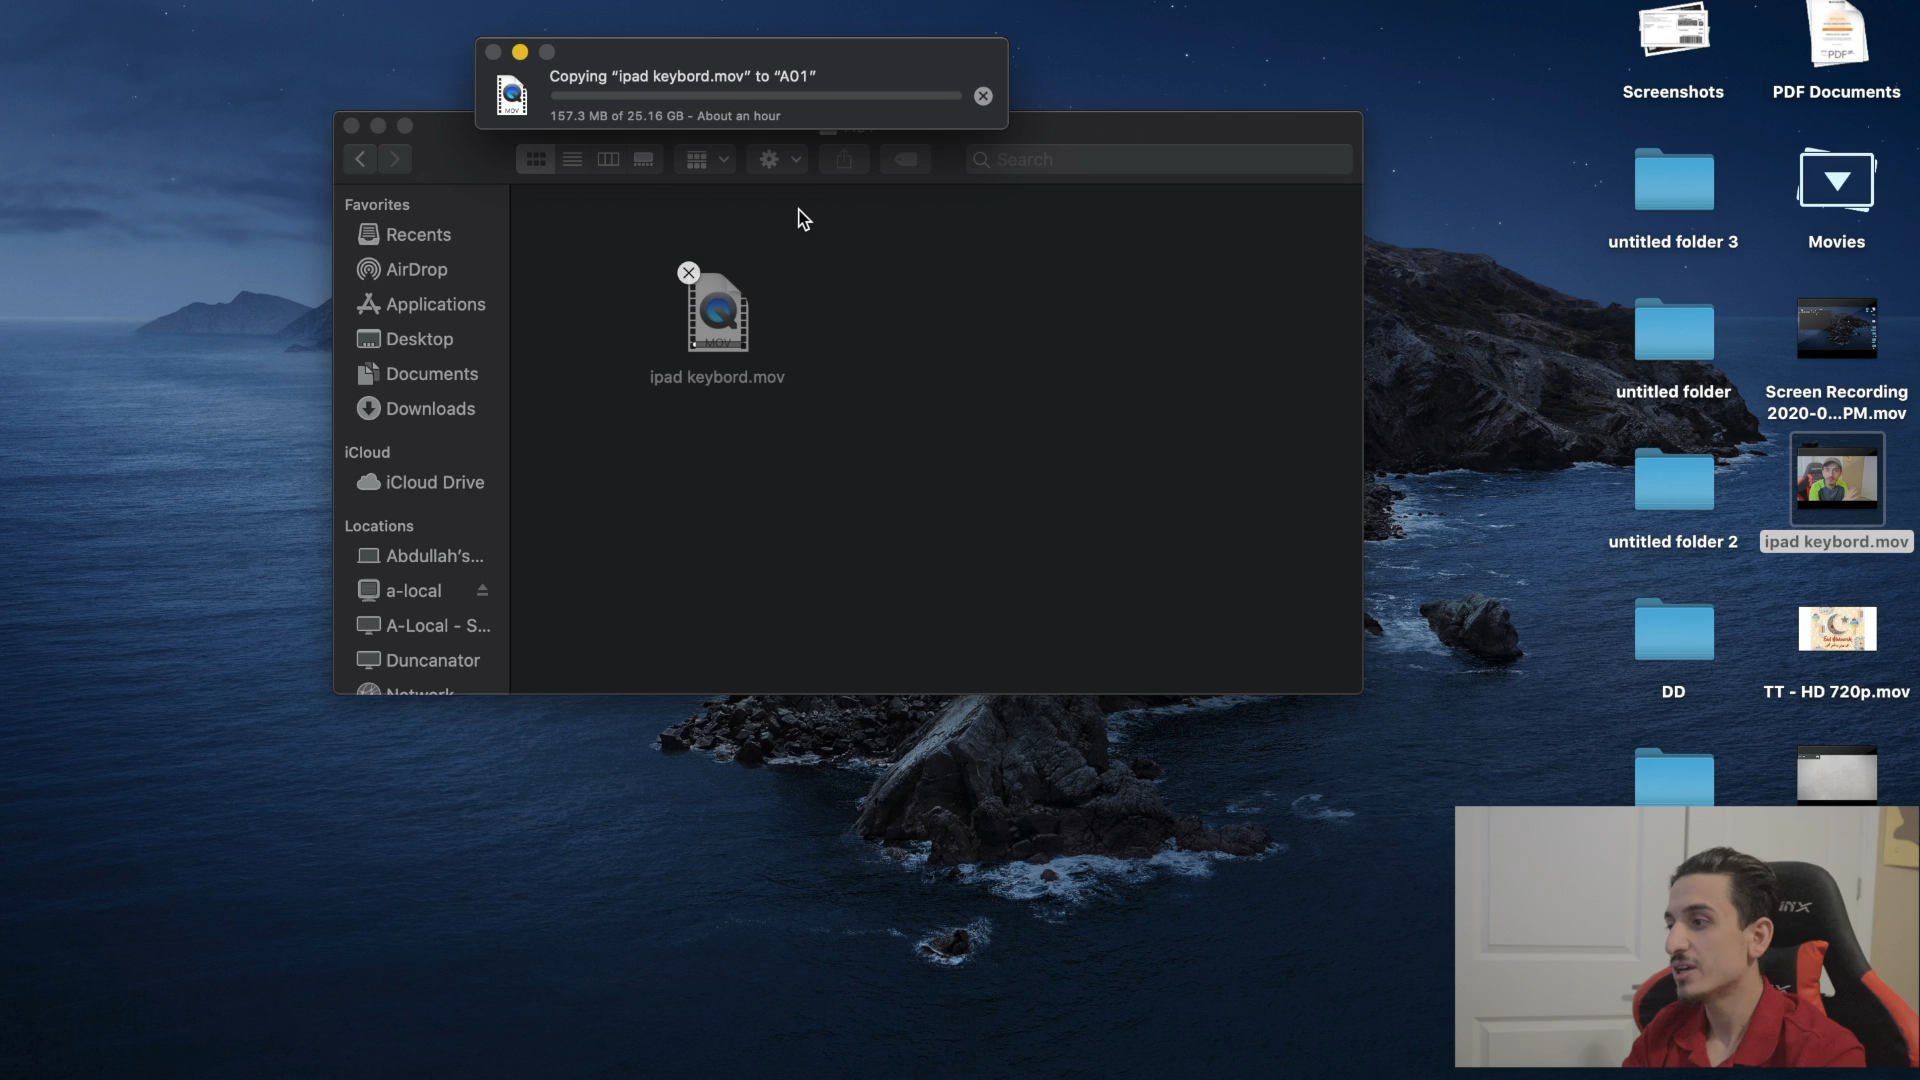 Copying “ipad keybord.mov” to “A01”
157.3 MB of 25.16 GB - About an hour
Search
Favorites
Recents
AirDrop
Applications
Desktop
Documents
Downloads
iCloud
iCloud Drive
Locations
Abdullah’s...
a-local
A-Local - S...
Duncanator
Network
MOV
ipad keybord.mov
Screenshots
PDF
PDF Documents
untitled folder 3
Movies
untitled folder
Screen Recording
2020-0...PM.mov
untitled folder 2
ipad keybord.mov
DD
TT - HD 720p.mov